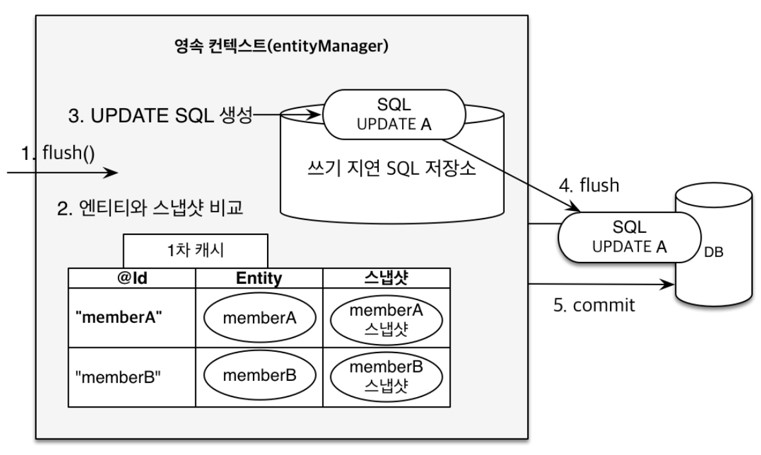 영속 컨텍스트(entityManager)
SQL
UPDATE A
3. UPDATE SQL 생성
1. flush()
쓰기 지연 SQL 저장소
4. flush
2. 엔티티와 스냅샷 비교
SQL
UPDATE A
DB
1차 캐시
@Id Entity 스냅샷
5. commit
"memberA" memberA memberA
스냅샷
"memberB" memberB memberB
스냅샷